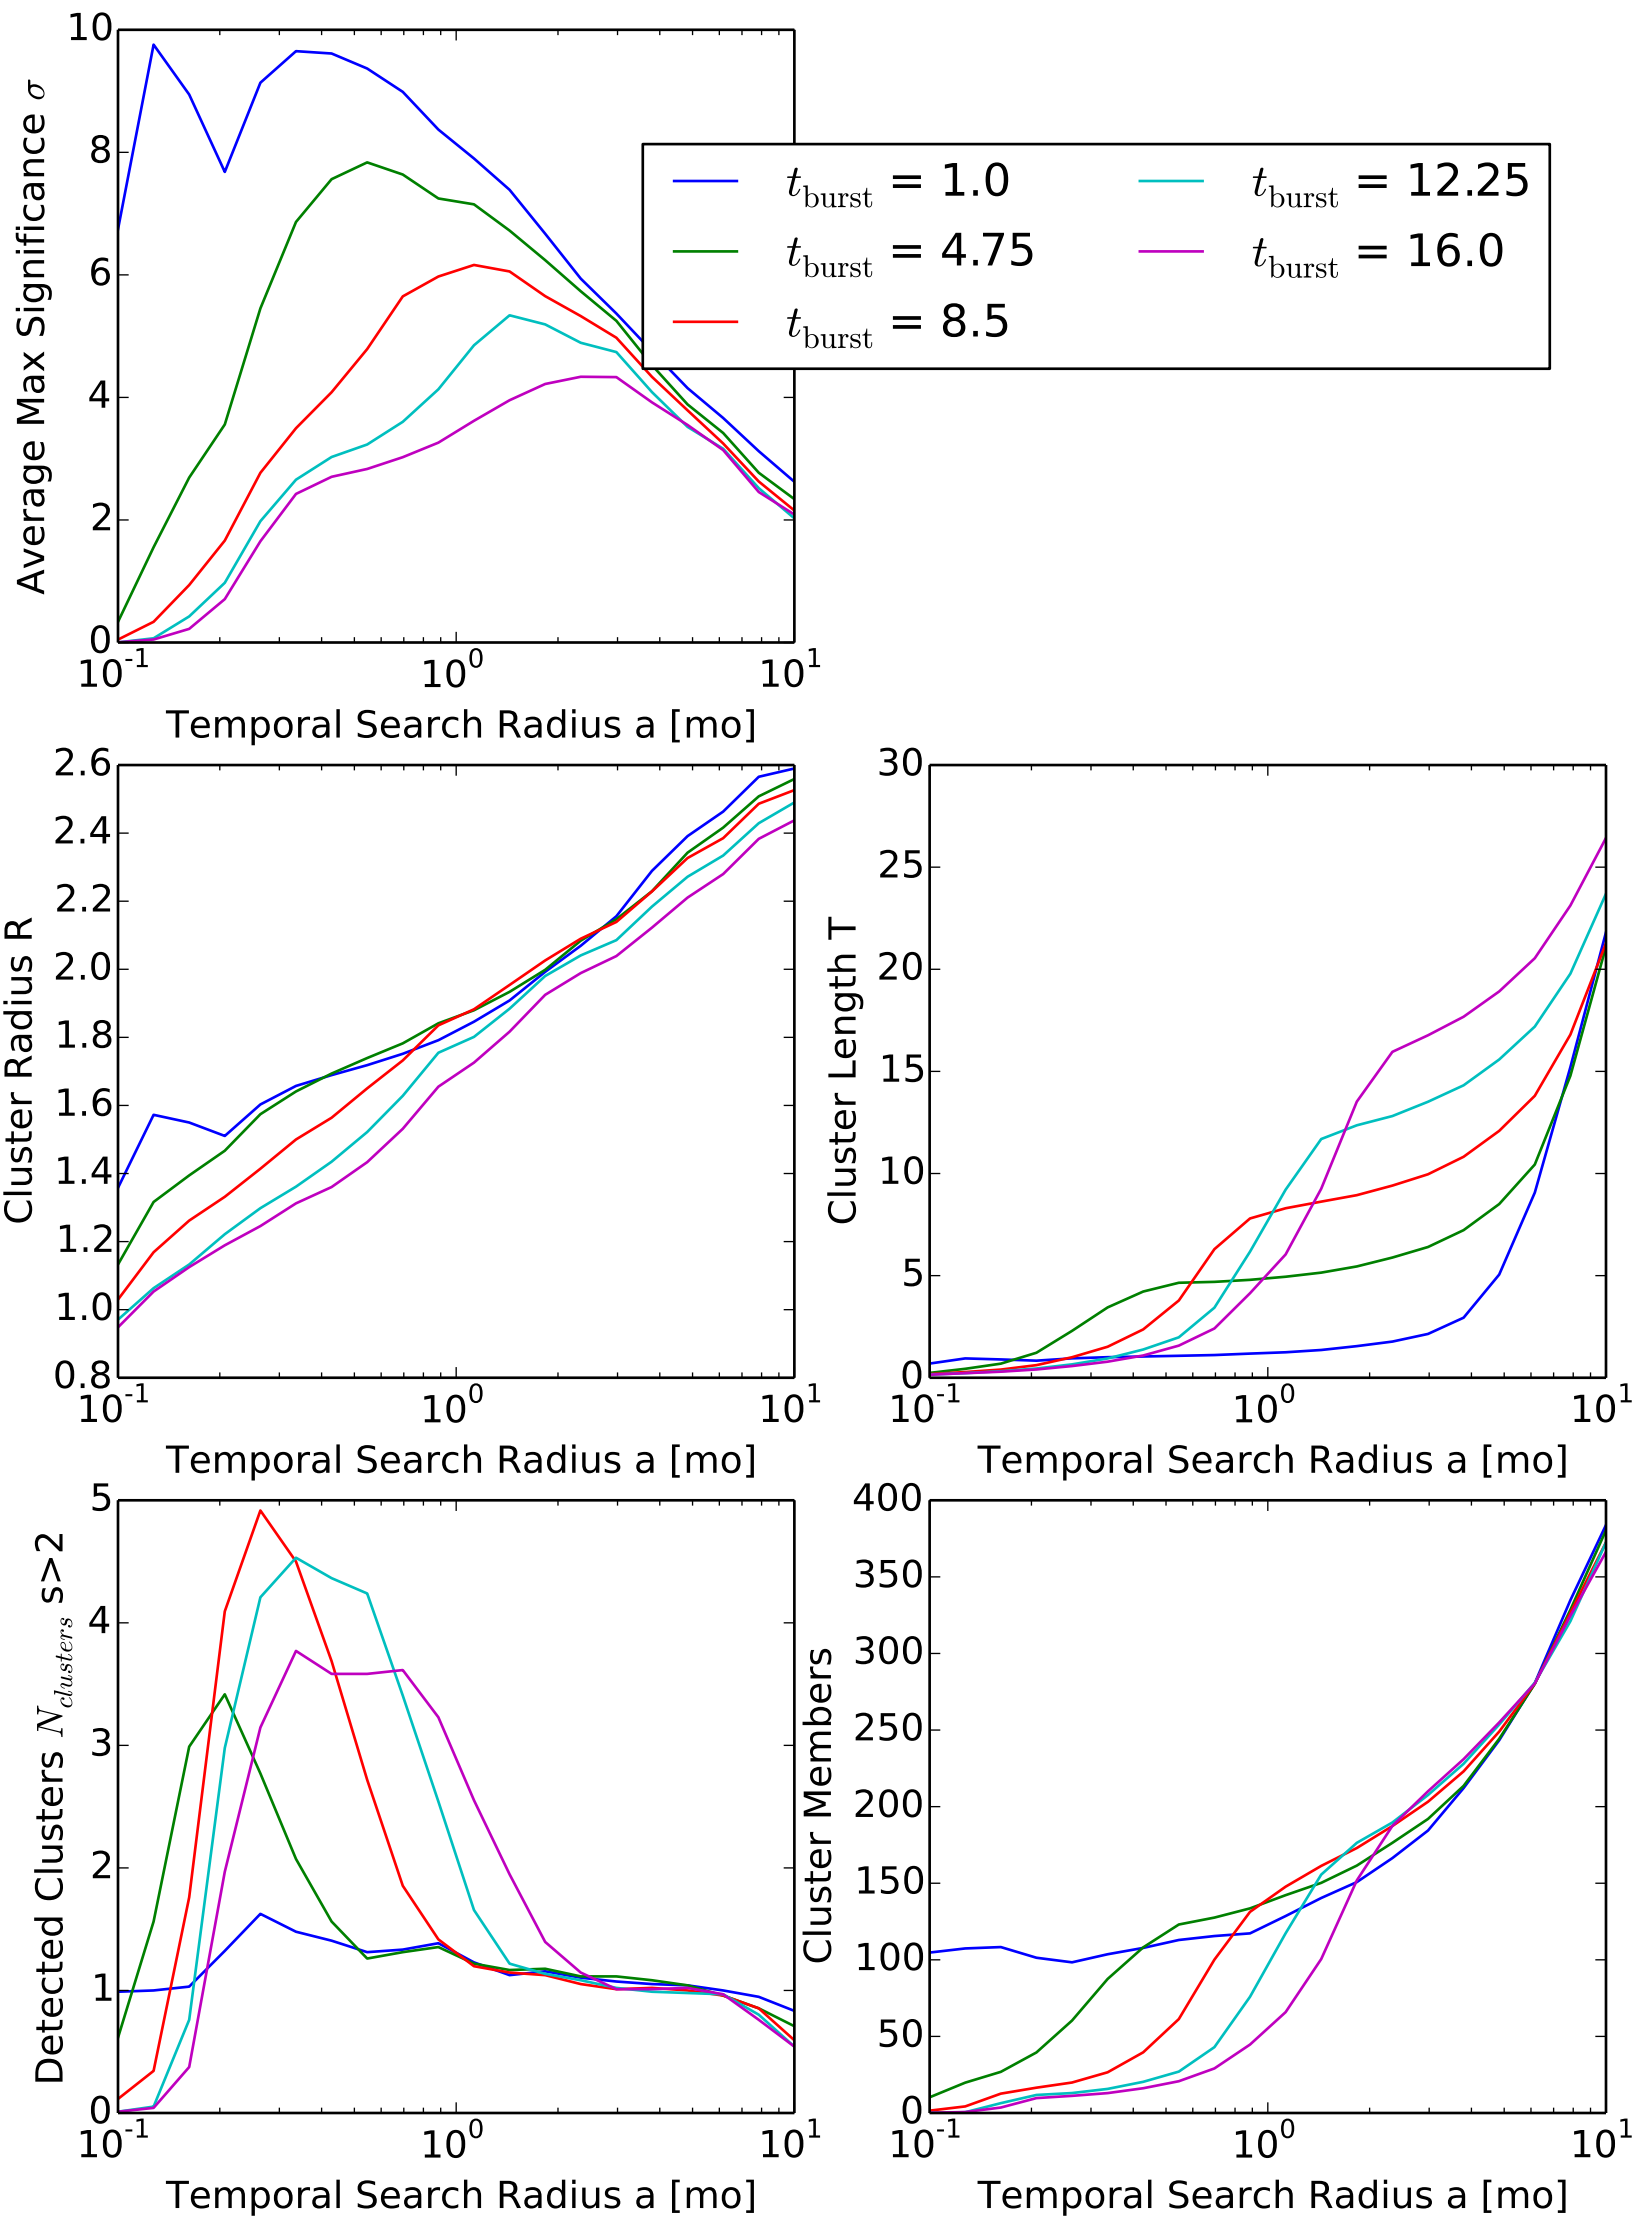 10
8
6
4
2
0
Average Max Significance σ
10^-1 10^0 10^1
Temporal Search Radius a [mo]
t_burst = 1.0 t_burst = 12.25
t_burst = 4.75 t_burst = 16.0
t_burst = 8.5
2.6
2.4
2.2
2.0
1.8
1.6
1.4
1.2
1.0
0.8
Cluster Radius R
10^-1 10^0 10^1
Temporal Search Radius a [mo]
30
25
20
15
10
5
0
Cluster Length T
10^-1 10^0 10^1
Temporal Search Radius a [mo]
5
4
3
2
1
0
Detected Clusters N_clusters s>2
10^-1 10^0 10^1
Temporal Search Radius a [mo]
400
350
300
250
200
150
100
50
0
Cluster Members
10^-1 10^0 10^1
Temporal Search Radius a [mo]